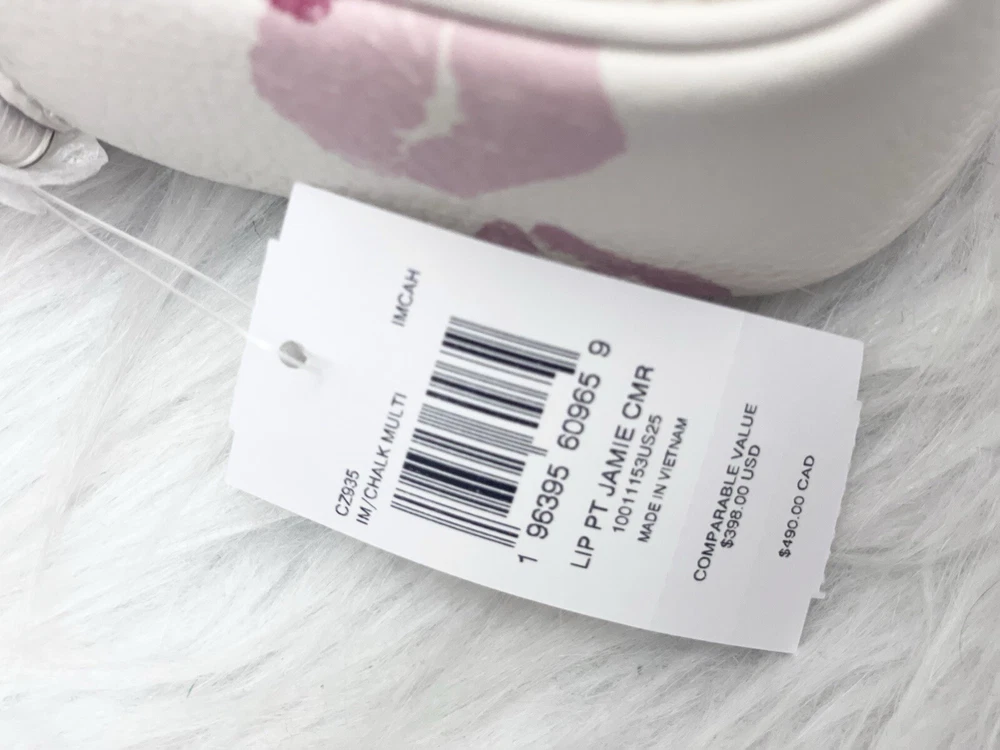 CZ935
IM/CHALK MULTI
IMCAH
1 96395 60965 9
LIP PT JAMIE CMR
10011153US25
MADE IN VIETNAM
COMPARABLE VALUE
$398.00 USD
$490.00 CAD